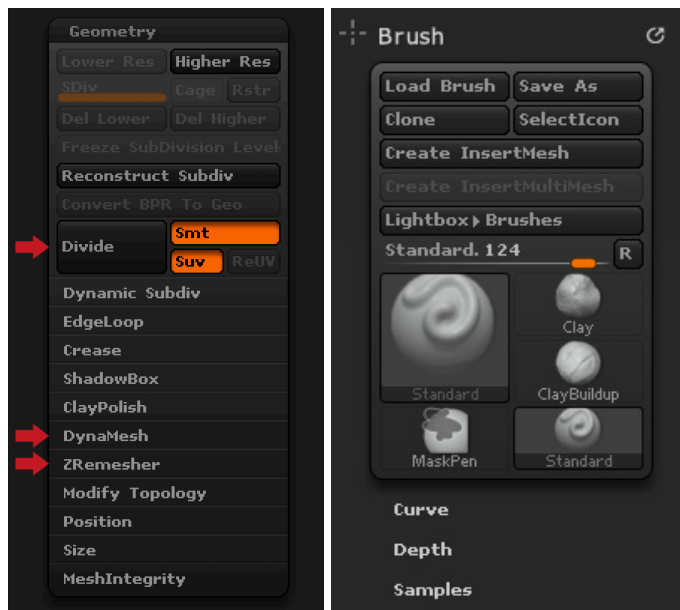 Geometry
Lower Res Higher Res
SDiv Cage Rstr
Del Lower Del Higher
Freeze SubDivision Level
Reconstruct Subdiv
Convert BPR To Geo
Divide
Smt
Suv ReUV
Dynamic Subdiv
EdgeLoop
Crease
ShadowBox
ClayPolish
DynaMesh
ZRemesher
Modify Topology
Position
Size
MeshIntegrity
Brush
Load Brush Save As
Clone SelectIcon
Create InsertMesh
Create InsertMultiMesh
Lightbox▸Brushes
Standard. 124 R
Clay
Standard ClayBuildup
MaskPen Standard
Curve
Depth
Samples